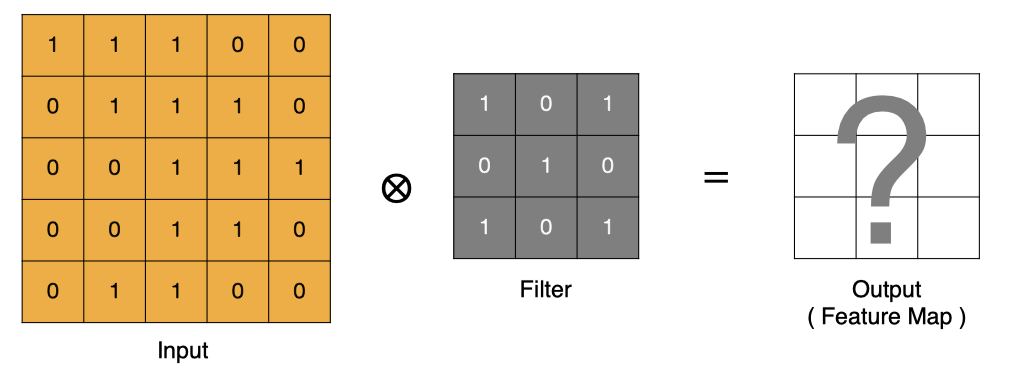 1 1 1 0 0
0 1 1 1 0
0 0 1 1 1
0 0 1 1 0
0 1 1 0 0
Input
⊗
1 0 1
0 1 0
1 0 1
Filter
=
?
Output
( Feature Map )